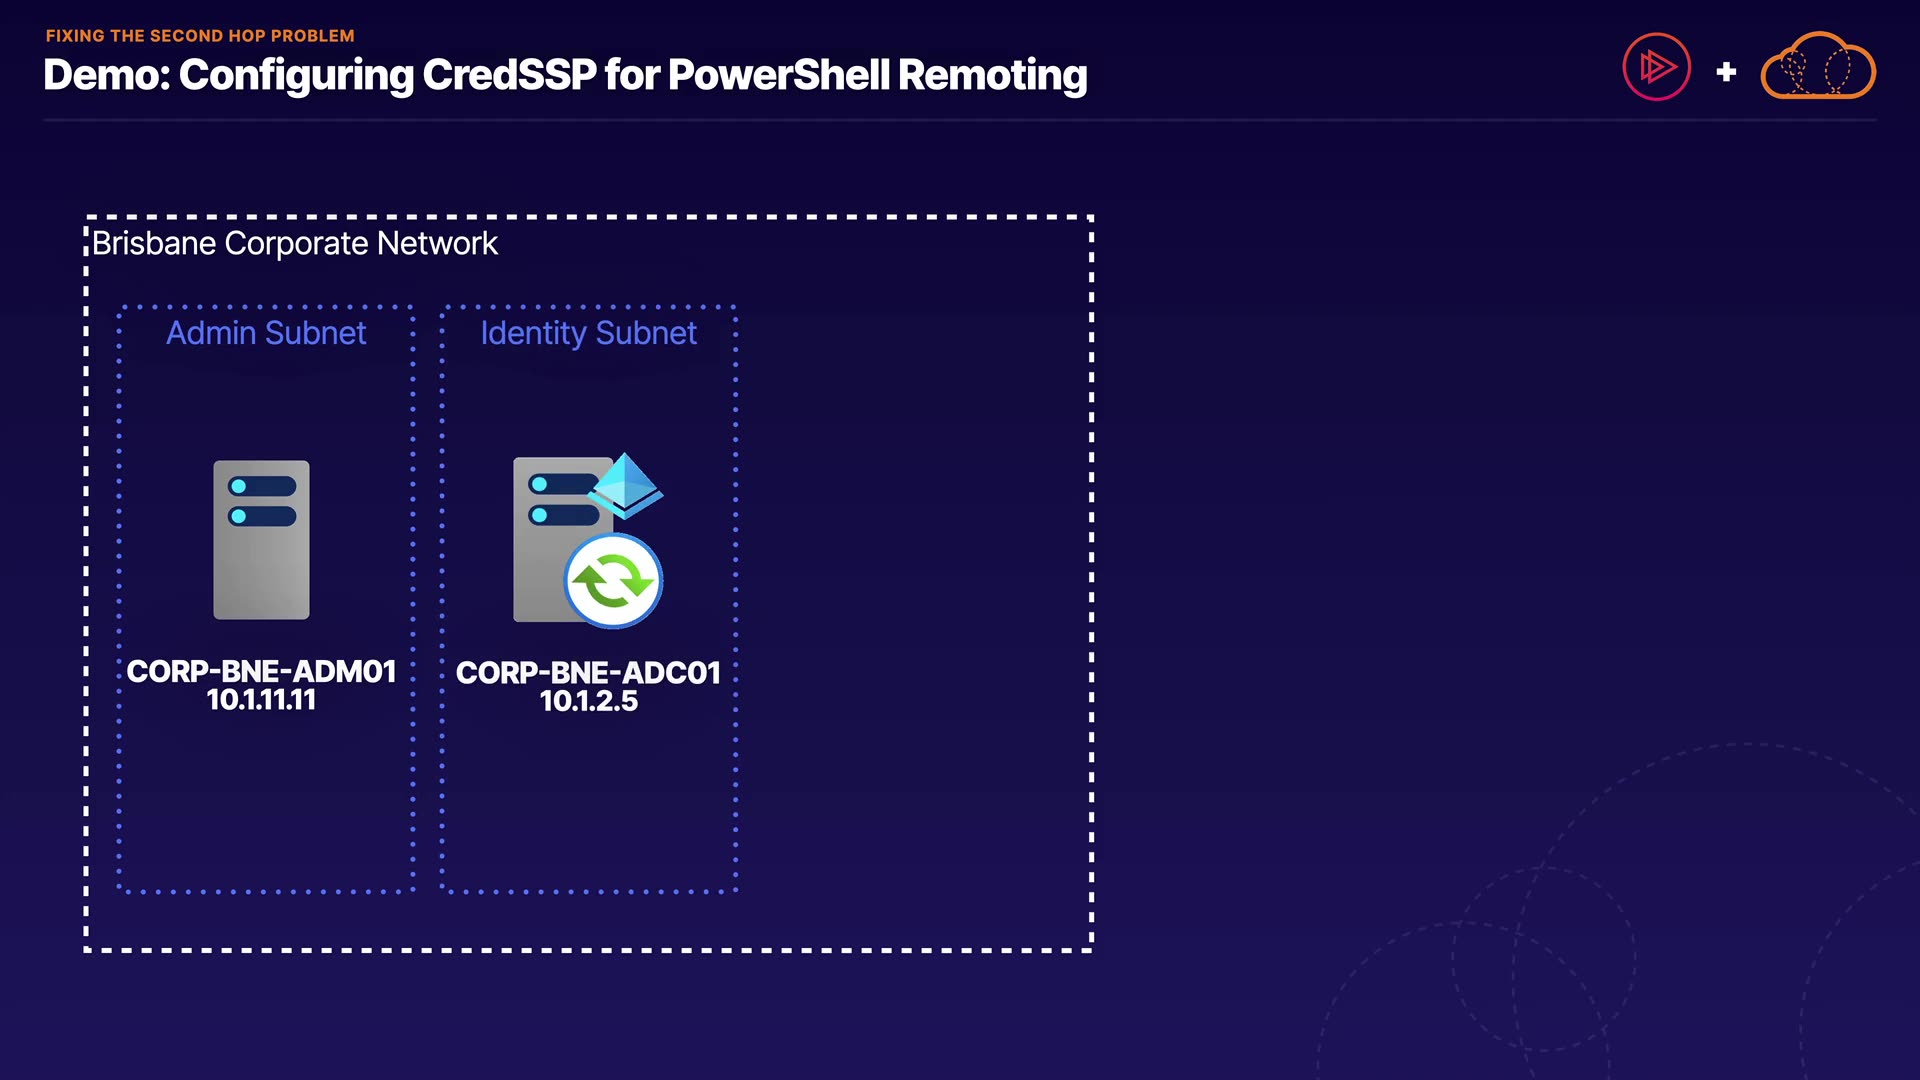 FIXING THE SECOND HOP PROBLEM
Demo: Configuring CredSSP for PowerShell Remoting
+
Brisbane Corporate Network
Admin Subnet
Identity Subnet
CORP-BNE-ADM01
10.1.11.11
CORP-BNE-ADC01
10.1.2.5